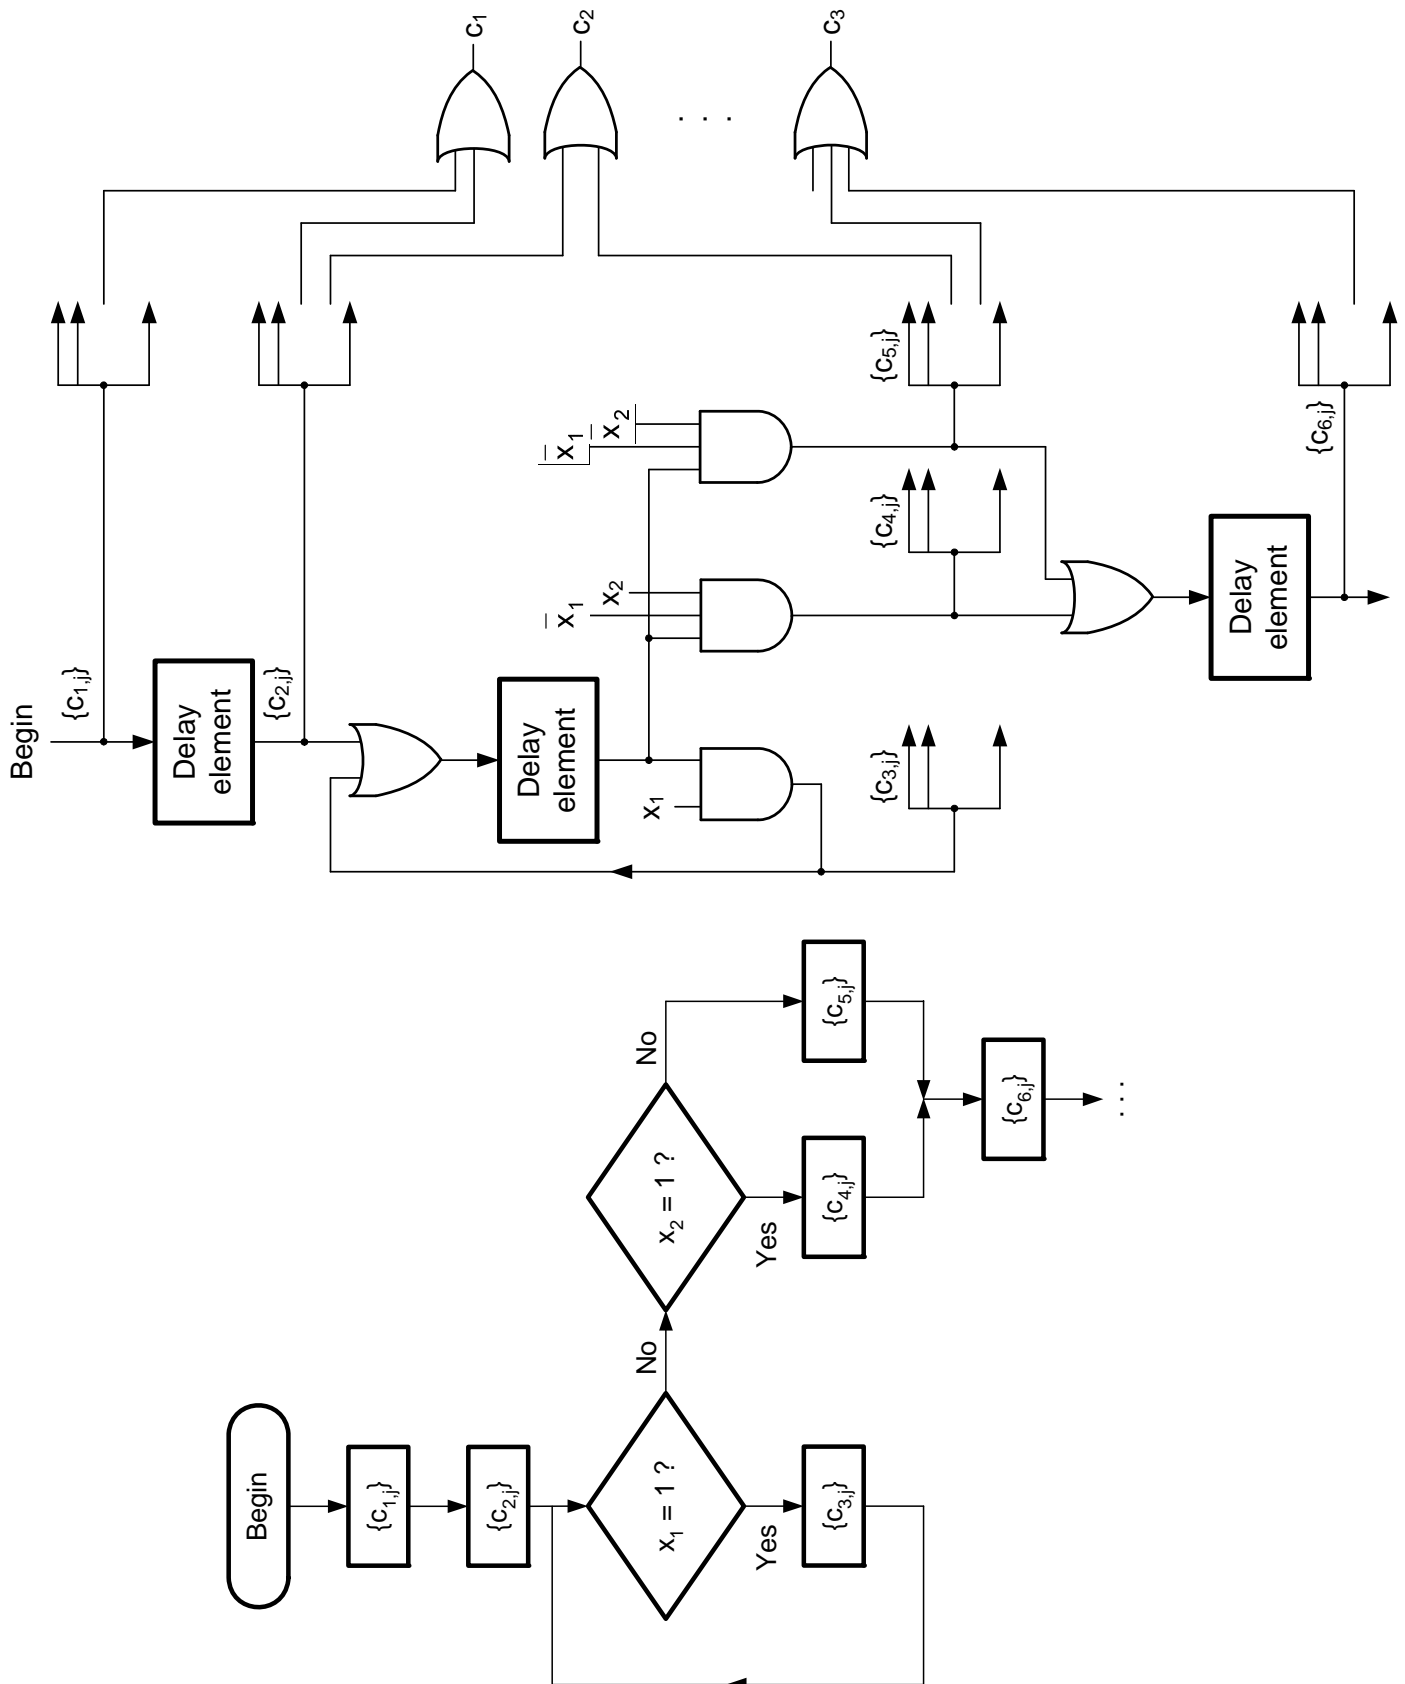 Begin
{c1,j}
Delay
element
{c2,j}
Delay
element
x1
x̅1
x2
x̅1
x̅2
{c3,j}
{c4,j}
{c5,j}
Delay
element
{c6,j}
c1
c2
. . .
c3
Begin
{c1,j}
{c2,j}
x1 = 1 ?
Yes
No
{c3,j}
x2 = 1 ?
Yes
No
{c4,j}
{c5,j}
{c6,j}
. . .